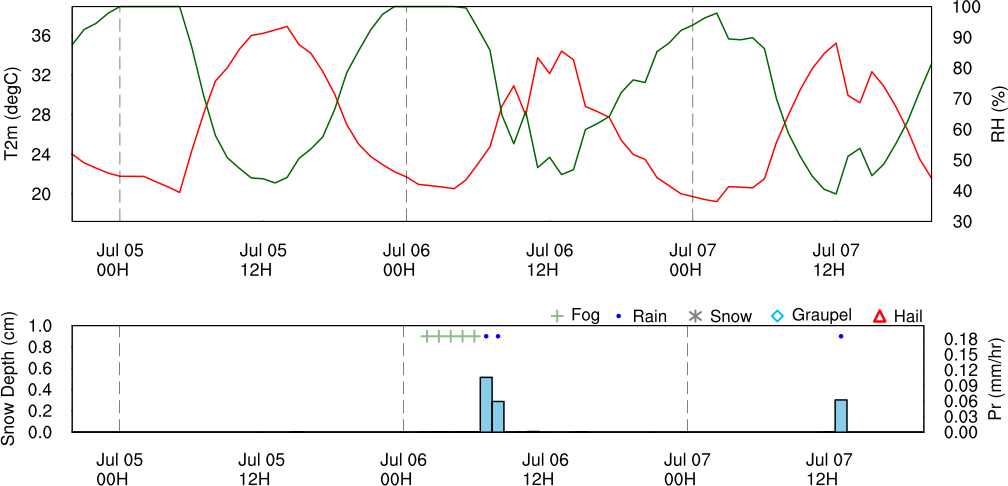 36
32
28
24
20
T2m (degC)
100
90
80
70
60
50
40
30
RH (%)
Jul 05 Jul 05 Jul 06 Jul 06 Jul 07 Jul 07
00H 12H 00H 12H 00H 12H
Fog Rain Snow Graupel Hail
1.0
0.8
0.6
0.4
0.2
0.0
Snow Depth (cm)
0.18
0.15
0.12
0.09
0.06
0.03
0.00
Pr (mm/hr)
Jul 05 Jul 05 Jul 06 Jul 06 Jul 07 Jul 07
00H 12H 00H 12H 00H 12H